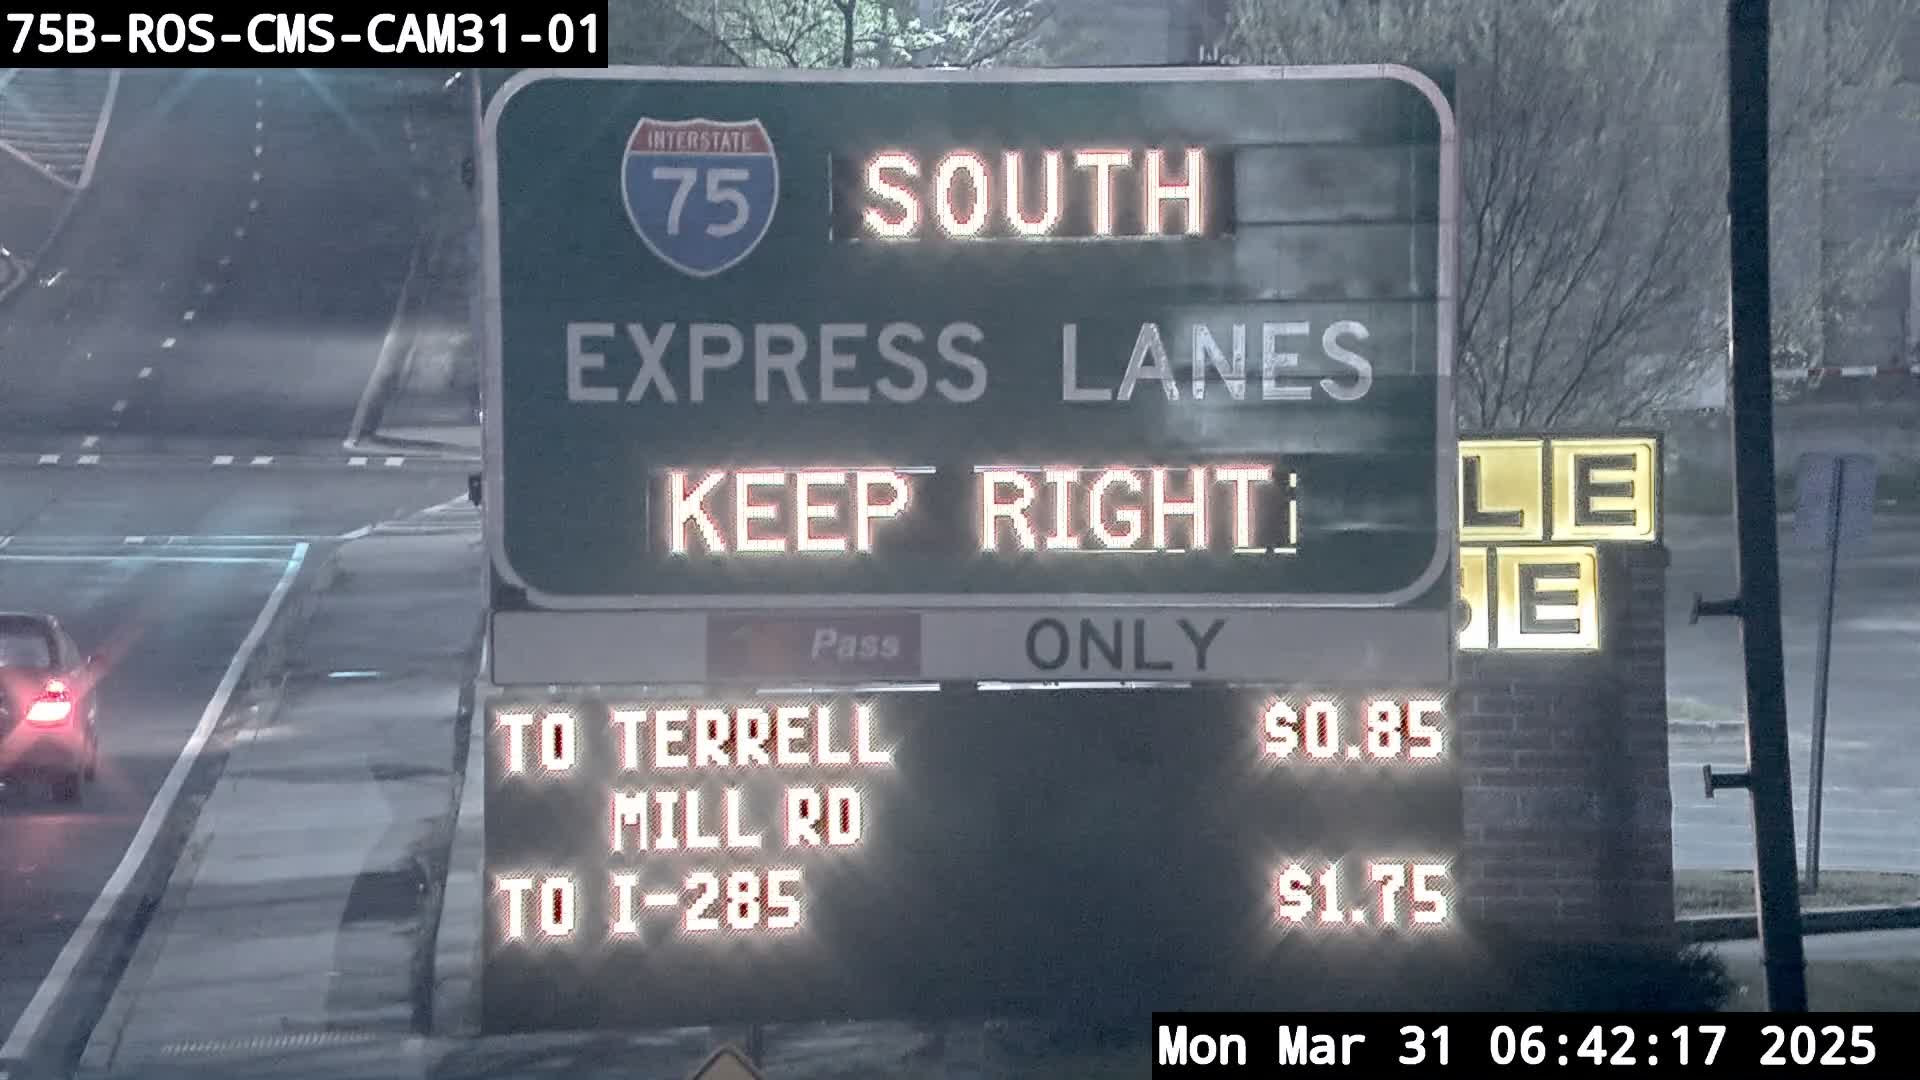 75B-ROS-CMS-CAM31-01
INTERSTATE
75
SOUTH
EXPRESS LANES
KEEP RIGHT
Pass ONLY
TO TERRELL $0.85
MILL RD
TO I-285 $1.75
LE
E
Mon Mar 31 06:42:17 2025